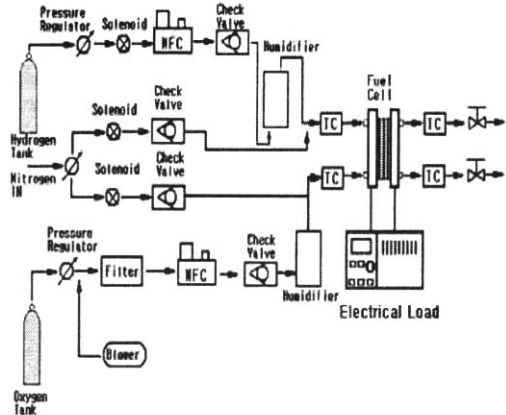 Pressure
Regulator
Solenoid
MFC
Check
Valve
Humidifier
Fuel
Cell
Hydrogen
Tank
Solenoid
Check
Valve
TC
TC
Nitrogen
IN
Solenoid
Check
Valve
TC
TC
Pressure
Regulator
Filter
MFC
Check
Valve
Humidifier
Electrical Load
Blower
Oxygen
Tank